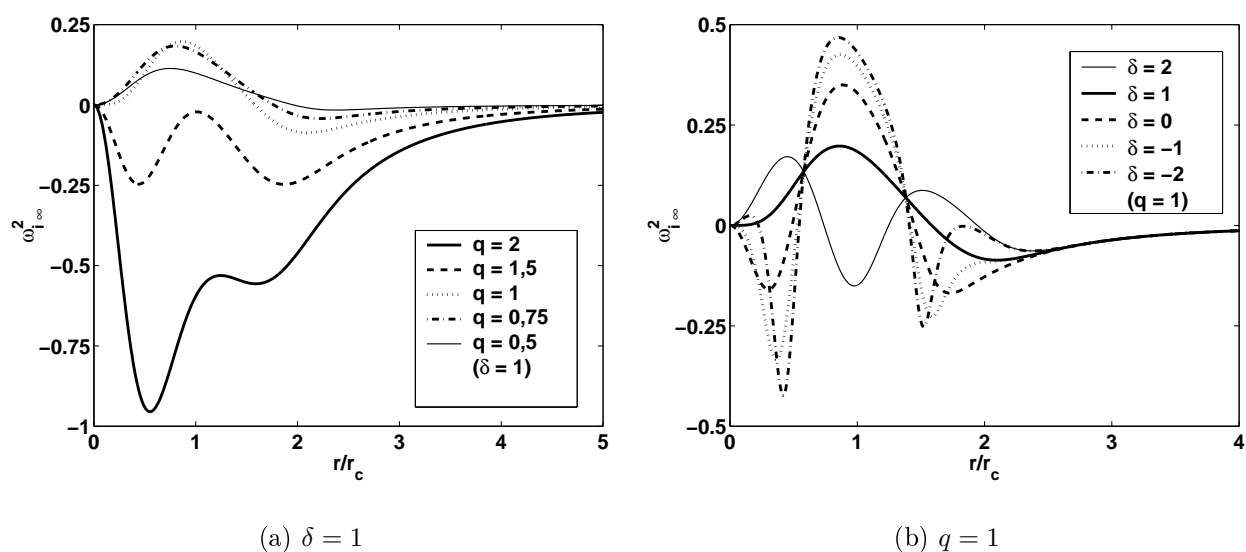 0.25
0
−0.25
−0.5
−0.75
−1
ω²ᵢ ∞
0 1 2 3 4 5
r/r_c
q = 2
q = 1,5
q = 1
q = 0,75
q = 0,5
(δ = 1)
(a) δ = 1
0.5
0.25
0
−0.25
−0.5
ω²ᵢ ∞
0 1 2 3 4
r/r_c
δ = 2
δ = 1
δ = 0
δ = −1
δ = −2
(q = 1)
(b) q = 1